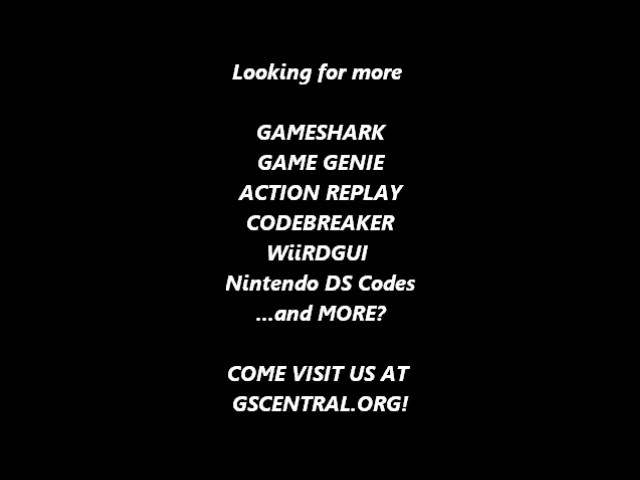 Looking for more
GAMESHARK
GAME GENIE
ACTION REPLAY
CODEBREAKER
WiiRDGUI
Nintendo DS Codes
...and MORE?
COME VISIT US AT
GSCENTRAL.ORG!